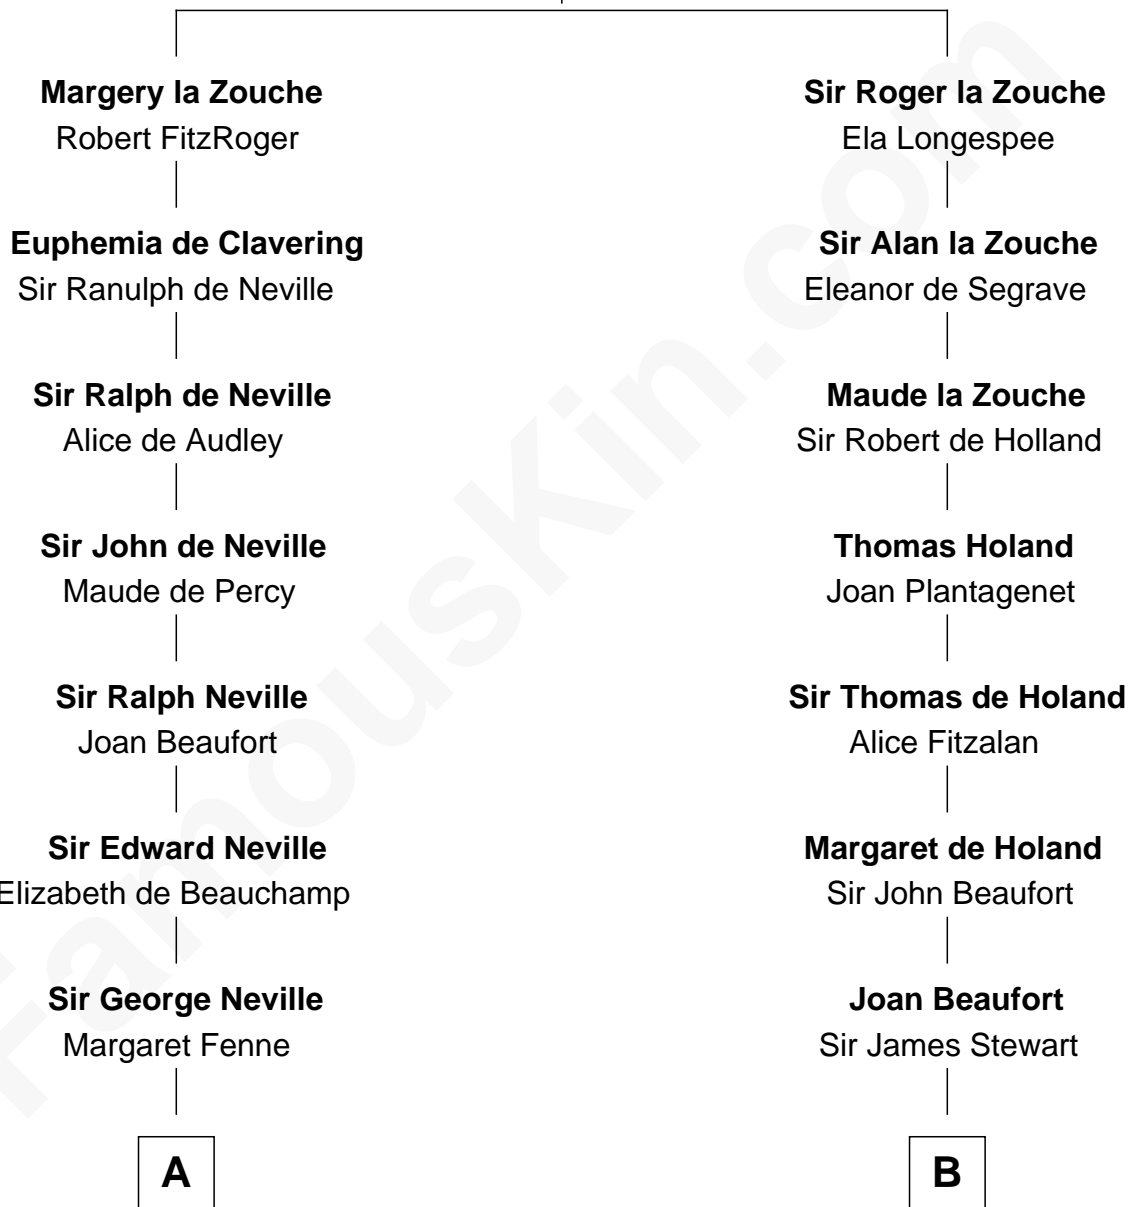 Margery la Zouche
Robert FitzRoger
Sir Roger la Zouche
Ela Longespee
Euphemia de Clavering
Sir Ranulph de Neville
Sir Alan la Zouche
Eleanor de Segrave
Sir Ralph de Neville
Alice de Audley
Maude la Zouche
Sir Robert de Holland
Sir John de Neville
Maude de Percy
Thomas Holand
Joan Plantagenet
Sir Ralph Neville
Joan Beaufort
Sir Thomas de Holand
Alice Fitzalan
Sir Edward Neville
Elizabeth de Beauchamp
Margaret de Holand
Sir John Beaufort
Sir George Neville
Margaret Fenne
Joan Beaufort
Sir James Stewart
A
B
FamousKin.com